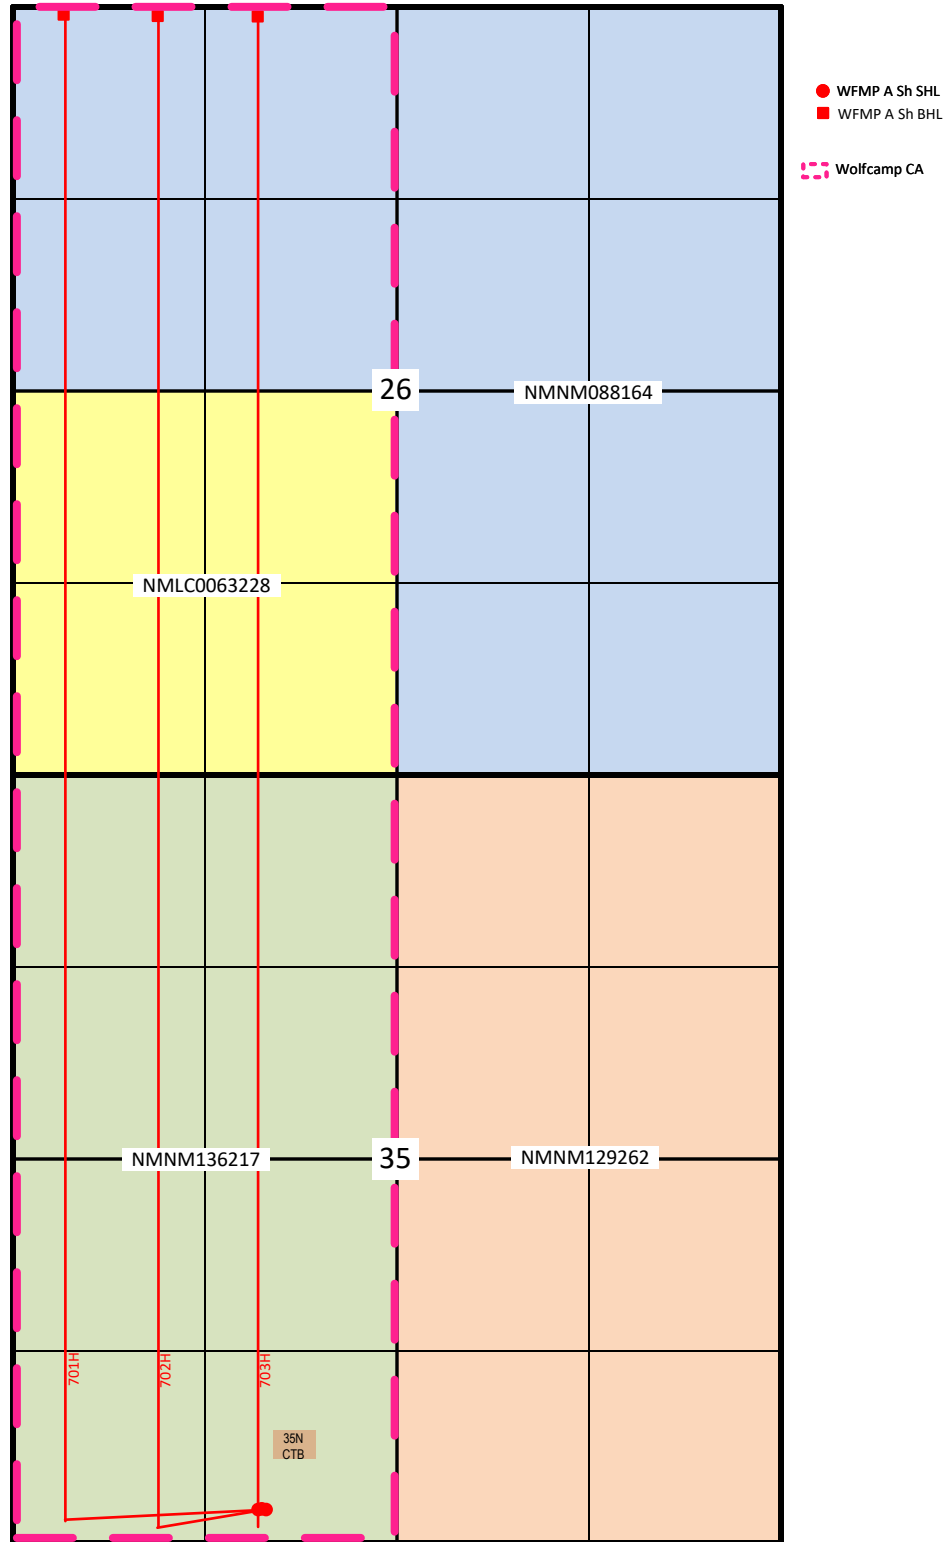 WFMP A Sh SHL
WFMP A Sh BHL
Wolfcamp CA
26
NMNM088164
NMLC0063228
NMNM136217
35
NMNM129262
701H
702H
703H
35N
CTB